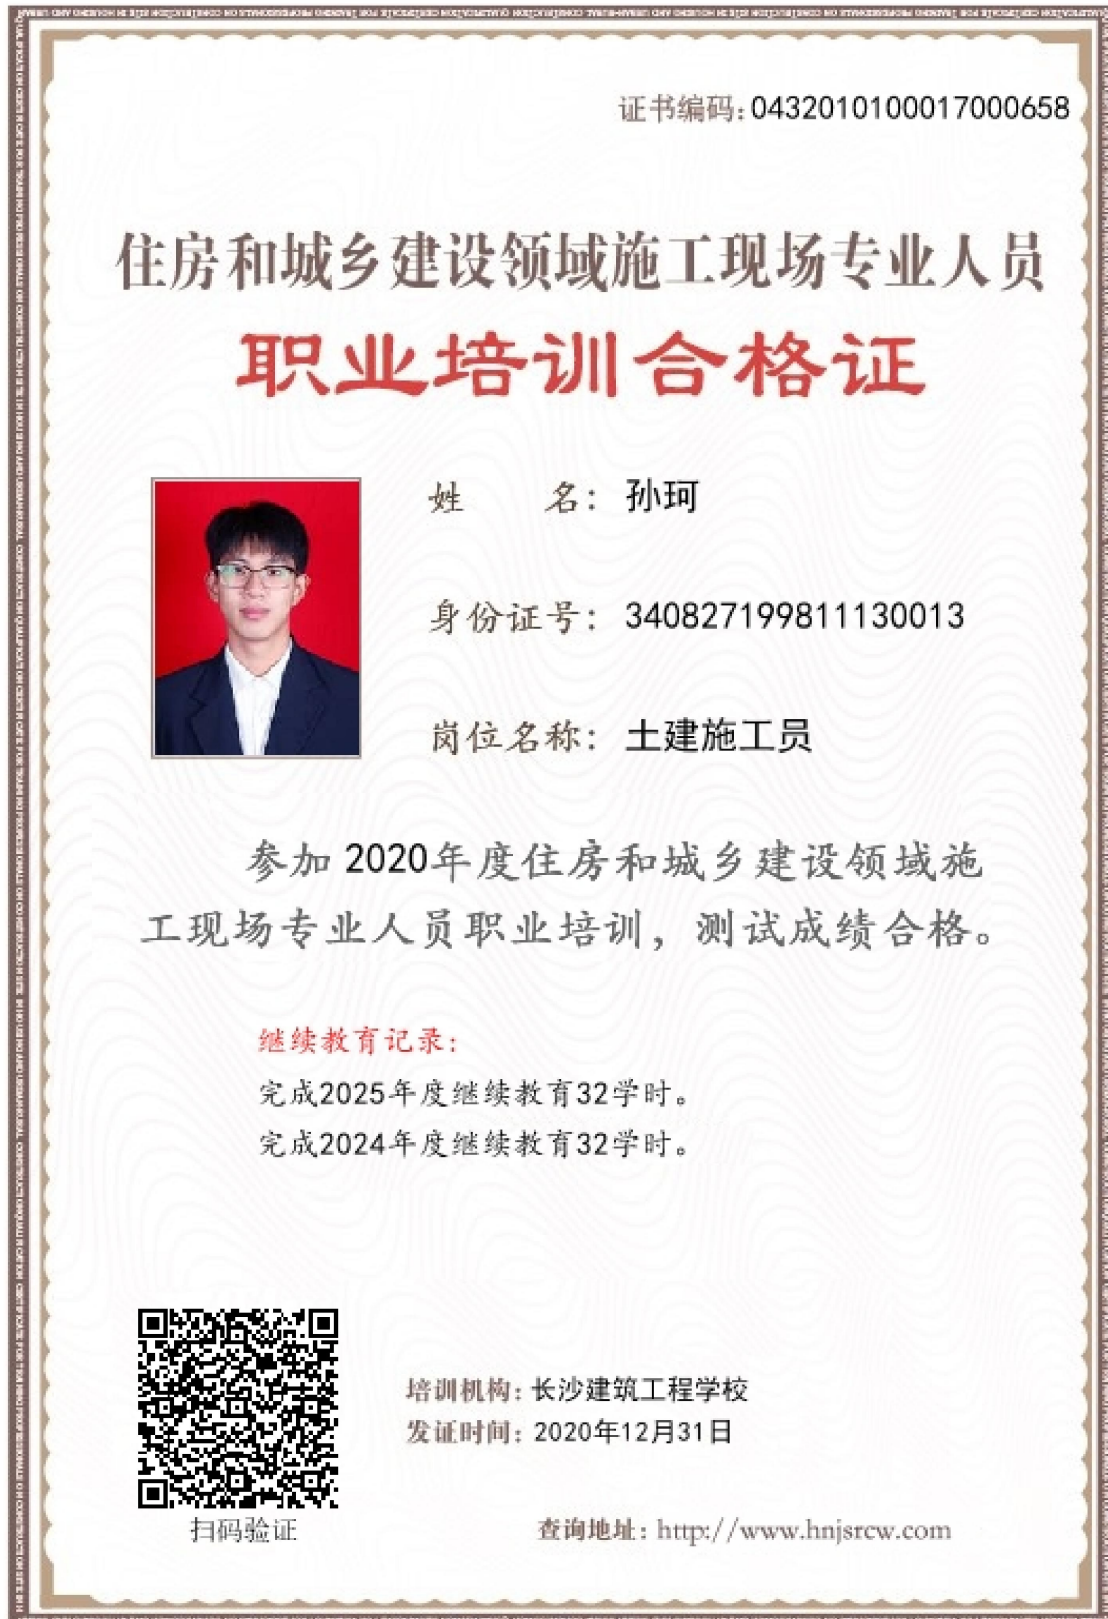 证书编码:0432010100017000658
住房和城乡建设领域施工现场专业人员
职业培训合格证
姓 名: 孙珂
身份证号: 340827199811130013
岗位名称: 土建施工员
参加 2020年度住房和城乡建设领域施
工现场专业人员职业培训，测试成绩合格。
继续教育记录:
完成2025年度继续教育32学时。
完成2024年度继续教育32学时。
培训机构: 长沙建筑工程学校
发证时间: 2020年12月31日
扫码验证
查询地址: http://www.hnjsrcw.com